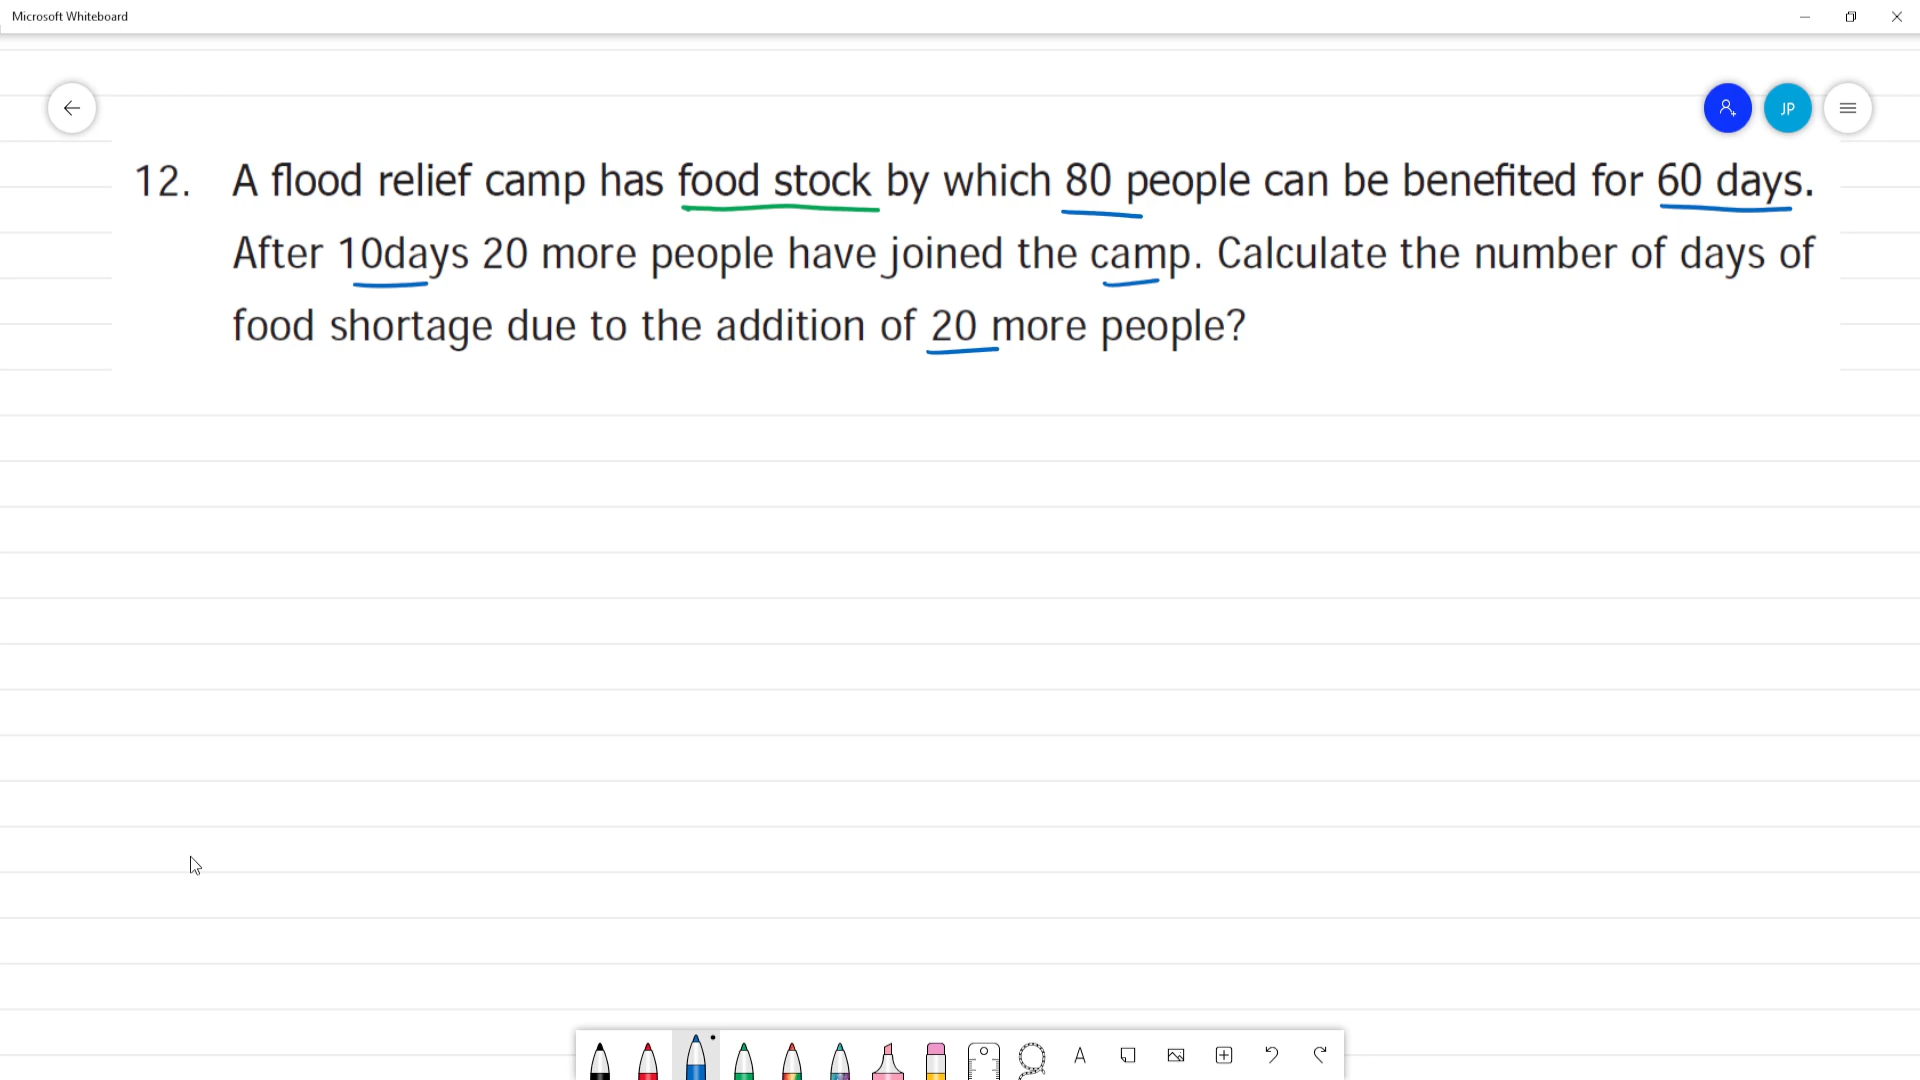 Microsoft Whiteboard
JP
12. A flood relief camp has food stock by which 80 people can be benefited for 60 days.
After 10days 20 more people have joined the camp. Calculate the number of days of
food shortage due to the addition of 20 more people?
A